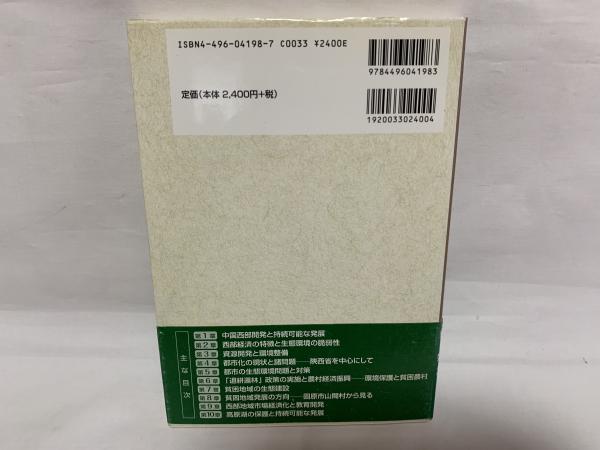 ISBN4-496-04198-7 C0033 ¥2400E
9784496041983
定価(本体 2,400円+税)
1920033024004
主な目次
第1章 中国西部開発と持続可能な発展
第2章 西部経済の特徴と生態環境の脆弱性
第3章 資源開発と環境整備
第4章 都市化の現状と諸問題――陝西省を中心にして
第5章 都市の生態環境問題と対策
第6章 「退耕還林」政策の実施と農村経済振興――環境保護と貧困農村
第7章 貧困地域の生態建設
第8章 貧困地域発展の方向――固原市山間村から見る
第9章 西部地域市場経済化と教育開発
第10章 高原湖の保護と持続可能な発展